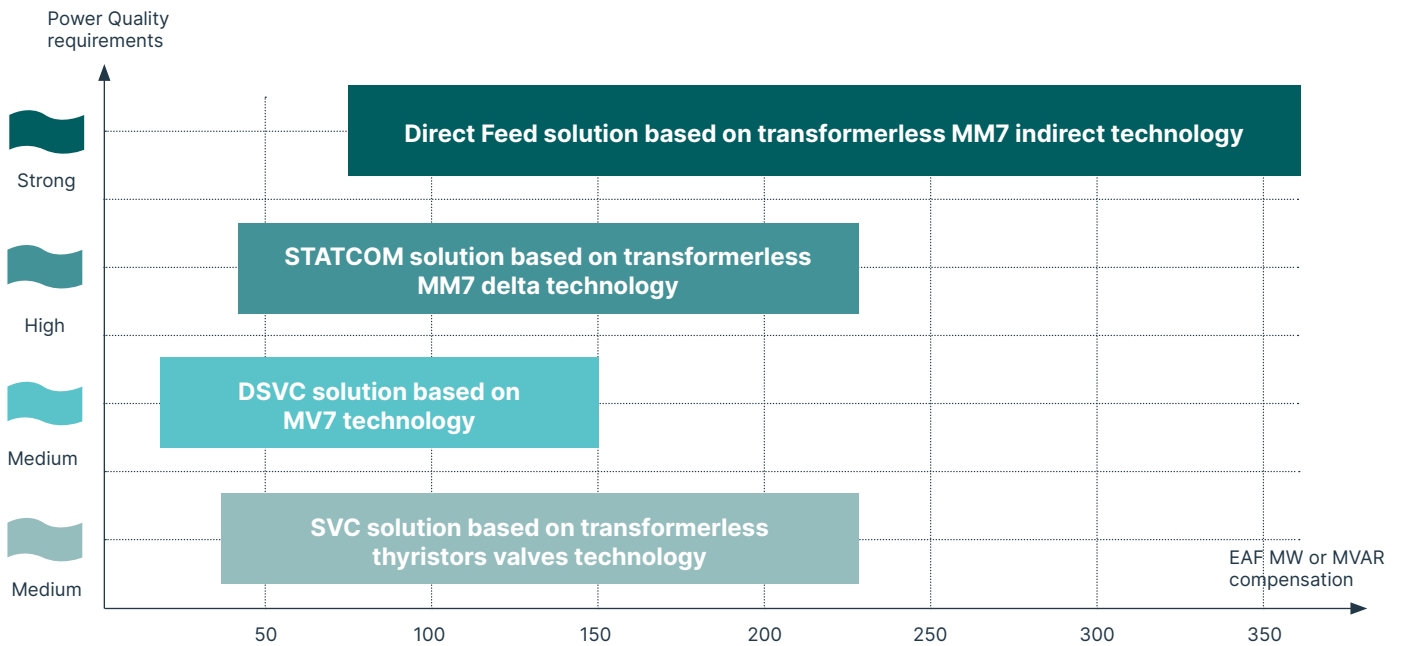 Power Quality
requirements
Strong
Direct Feed solution based on transformerless MM7 indirect technology
High
STATCOM solution based on transformerless
MM7 delta technology
Medium
DSVC solution based on
MV7 technology
Medium
SVC solution based on transformerless
thyristors valves technology
EAF MW or MVAR
compensation
50 100 150 200 250 300 350